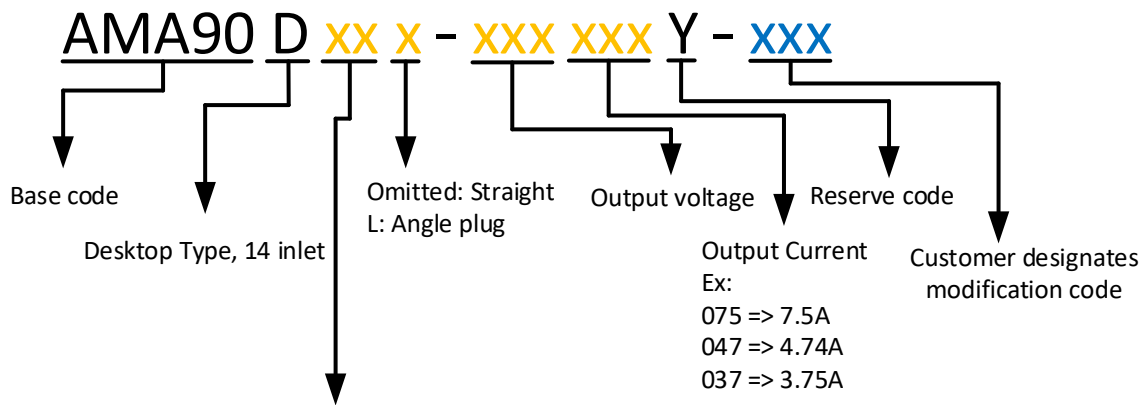 AMA90 D xx x - xxx xxx Y - xxx
Base code
Desktop Type, 14 inlet
Omitted: Straight
L: Angle plug
Output voltage
Output Current
Ex:
075 => 7.5A
047 => 4.74A
037 => 3.75A
Reserve code
Customer designates
modification code